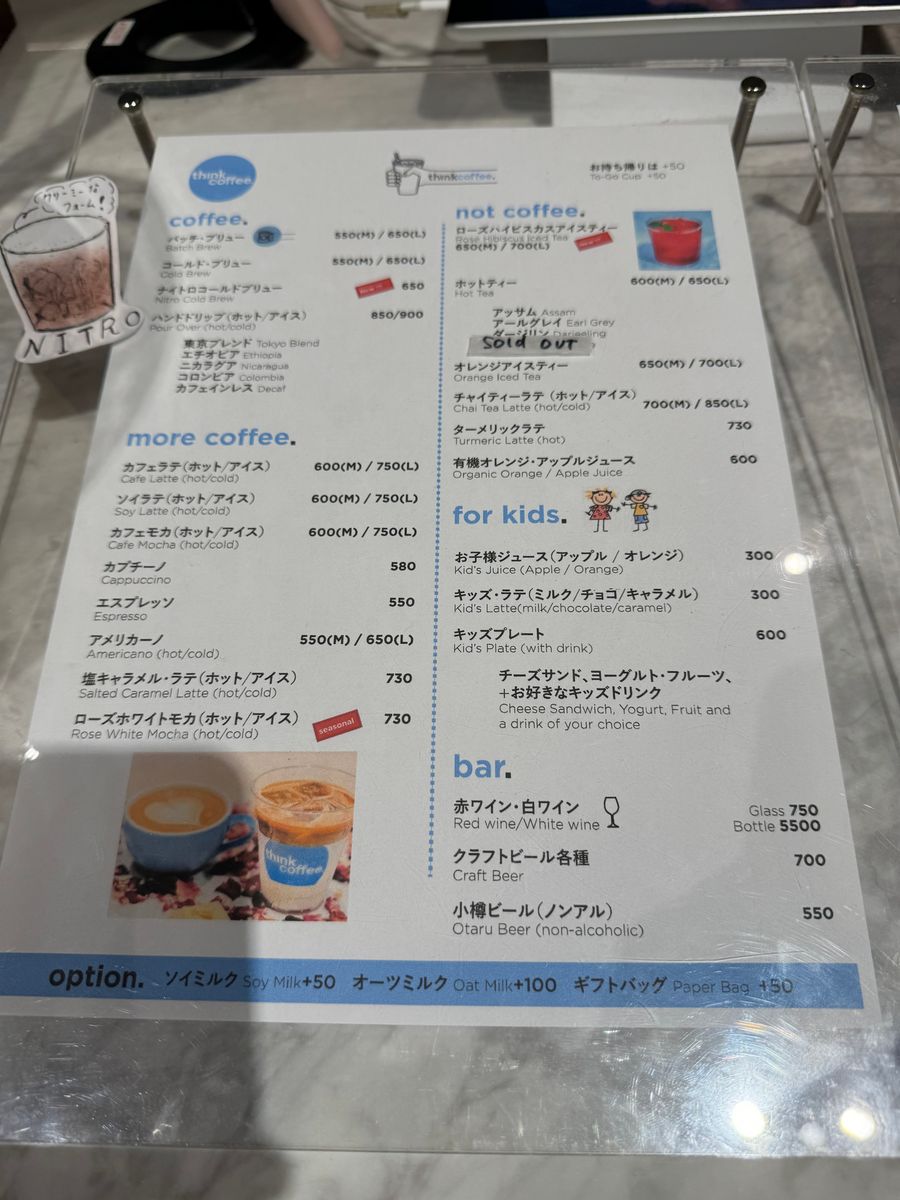 クリーミーな
フォーム!
NITRO
think
coffee.
thinkcoffee.
お持ち帰りは +50
To-Go Cup +50
coffee.
バッチ・ブリュー 550(M) / 650(L)
Batch Brew
コールド・ブリュー 550(M) / 650(L)
Cold Brew
ナイトロコールドブリュー New 650
Nitro Cold Brew
ハンドドリップ(ホット/アイス) 850/900
Pour Over (hot/cold)
東京ブレンド Tokyo Blend
エチオピア Ethiopia
ニカラグア Nicaragua
コロンビア Colombia
カフェインレス Decaf
more coffee.
カフェラテ(ホット/アイス) 600(M) / 750(L)
Cafe Latte (hot/cold)
ソイラテ(ホット/アイス) 600(M) / 750(L)
Soy Latte (hot/cold)
カフェモカ(ホット/アイス) 600(M) / 750(L)
Cafe Mocha (hot/cold)
カプチーノ 580
Cappuccino
エスプレッソ 550
Espresso
アメリカーノ 550(M) / 650(L)
Americano (hot/cold)
塩キャラメル・ラテ(ホット/アイス) 730
Salted Caramel Latte (hot/cold)
ローズホワイトモカ(ホット/アイス) seasonal 730
Rose White Mocha (hot/cold)
think
coffee.
not coffee.
ローズハイビスカスアイスティー
Rose Hibiscus Iced Tea
650(M) / 700(L) New
ホットティー 600(M) / 650(L)
Hot Tea
アッサム Assam
アールグレイ Earl Grey
ダージリン Darjeeling
SOLD OUT
オレンジアイスティー 650(M) / 700(L)
Orange Iced Tea
チャイティーラテ (ホット/アイス)
Chai Tea Latte (hot/cold) 700(M) / 850(L)
ターメリックラテ 730
Turmeric Latte (hot)
有機オレンジ・アップルジュース 600
Organic Orange / Apple Juice
for kids.
お子様ジュース(アップル / オレンジ) 300
Kid's Juice (Apple / Orange)
キッズ・ラテ(ミルク/チョコ/キャラメル) 300
Kid's Latte(milk/chocolate/caramel)
キッズプレート 600
Kid's Plate (with drink)
チーズサンド、ヨーグルト・フルーツ、
+お好きなキッズドリンク
Cheese Sandwich, Yogurt, Fruit and
a drink of your choice
bar.
赤ワイン・白ワイン Glass 750
Red wine/White wine Bottle 5500
クラフトビール各種 700
Craft Beer
小樽ビール(ノンアル) 550
Otaru Beer (non-alcoholic)
option. ソイミルク Soy Milk+50 オーツミルク Oat Milk+100 ギフトバッグ Paper Bag +50